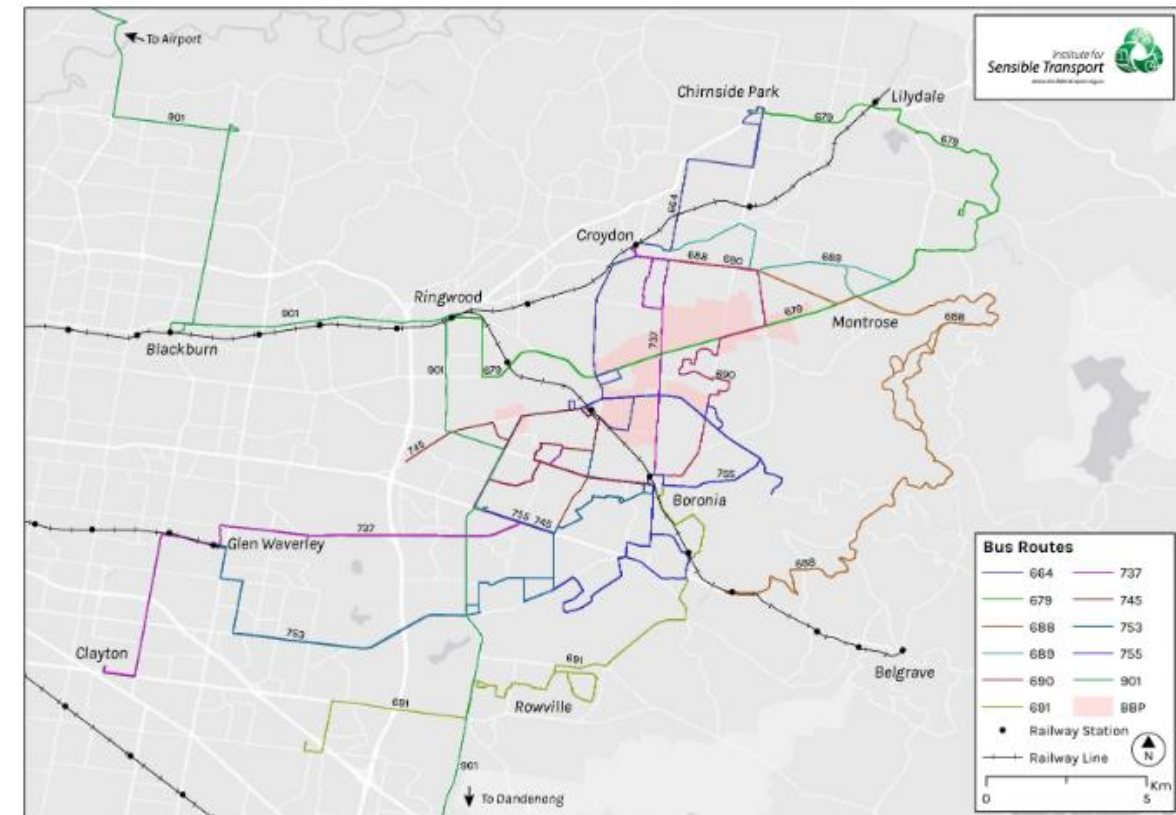 To Airport
Institute for
Sensible Transport
Chirnside Park
Lilydale
679
679
901
664
Croydon
688
690
689
Ringwood
901
679
Montrose
688
Blackburn
737
901
679
690
745
755
Boronia
755
745
737
Glen Waverley
688
753
Clayton
691
Belgrave
Rowville
691
901
To Dandenong
Bus Routes
664
737
679
745
688
753
689
755
690
901
691
BBP
Railway Station
Railway Line
N
Km
0
5